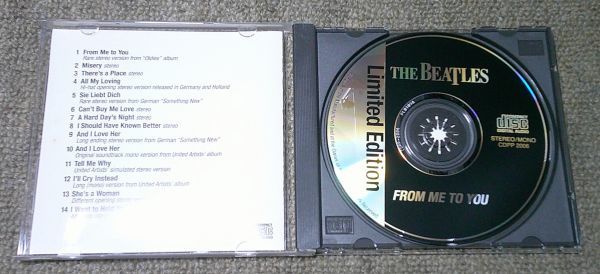 1 From Me to You
Rare stereo version from "Oldies" album
2 Misery stereo
3 There's a Place stereo
4 All My Loving
Hi-hat opening stereo version released in Germany and Holland
5 Sie Liebt Dich
Rare stereo version from German "Something New"
6 Can't Buy Me Love stereo
7 A Hard Day's Night stereo
8 I Should Have Known Better stereo
9 And I Love Her
Long ending stereo version from German "Something New"
10 And I Love Her
Original soundtrack mono version from United Artists' album
11 Tell Me Why
United Artists' simulated stereo version
12 I'll Cry Instead
Long (mono) version from United Artists' album
13 She's a Woman
Different opening stereo
14 I Want to Hold
THE BEATLES
Limited Edition
COMPACT
disc
DIGITAL AUDIO
STEREO/MONO
CDFP 2006
FROM ME TO YOU